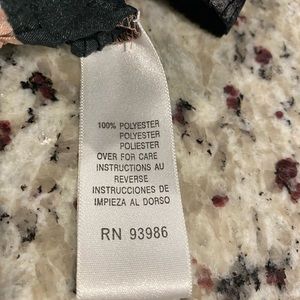 100% POLYESTER
POLYESTER
POLIESTER
OVER FOR CARE
INSTRUCTIONS AU
REVERSE
INSTRUCCIONES DE
IMPIEZA AL DORSO
RN 93986